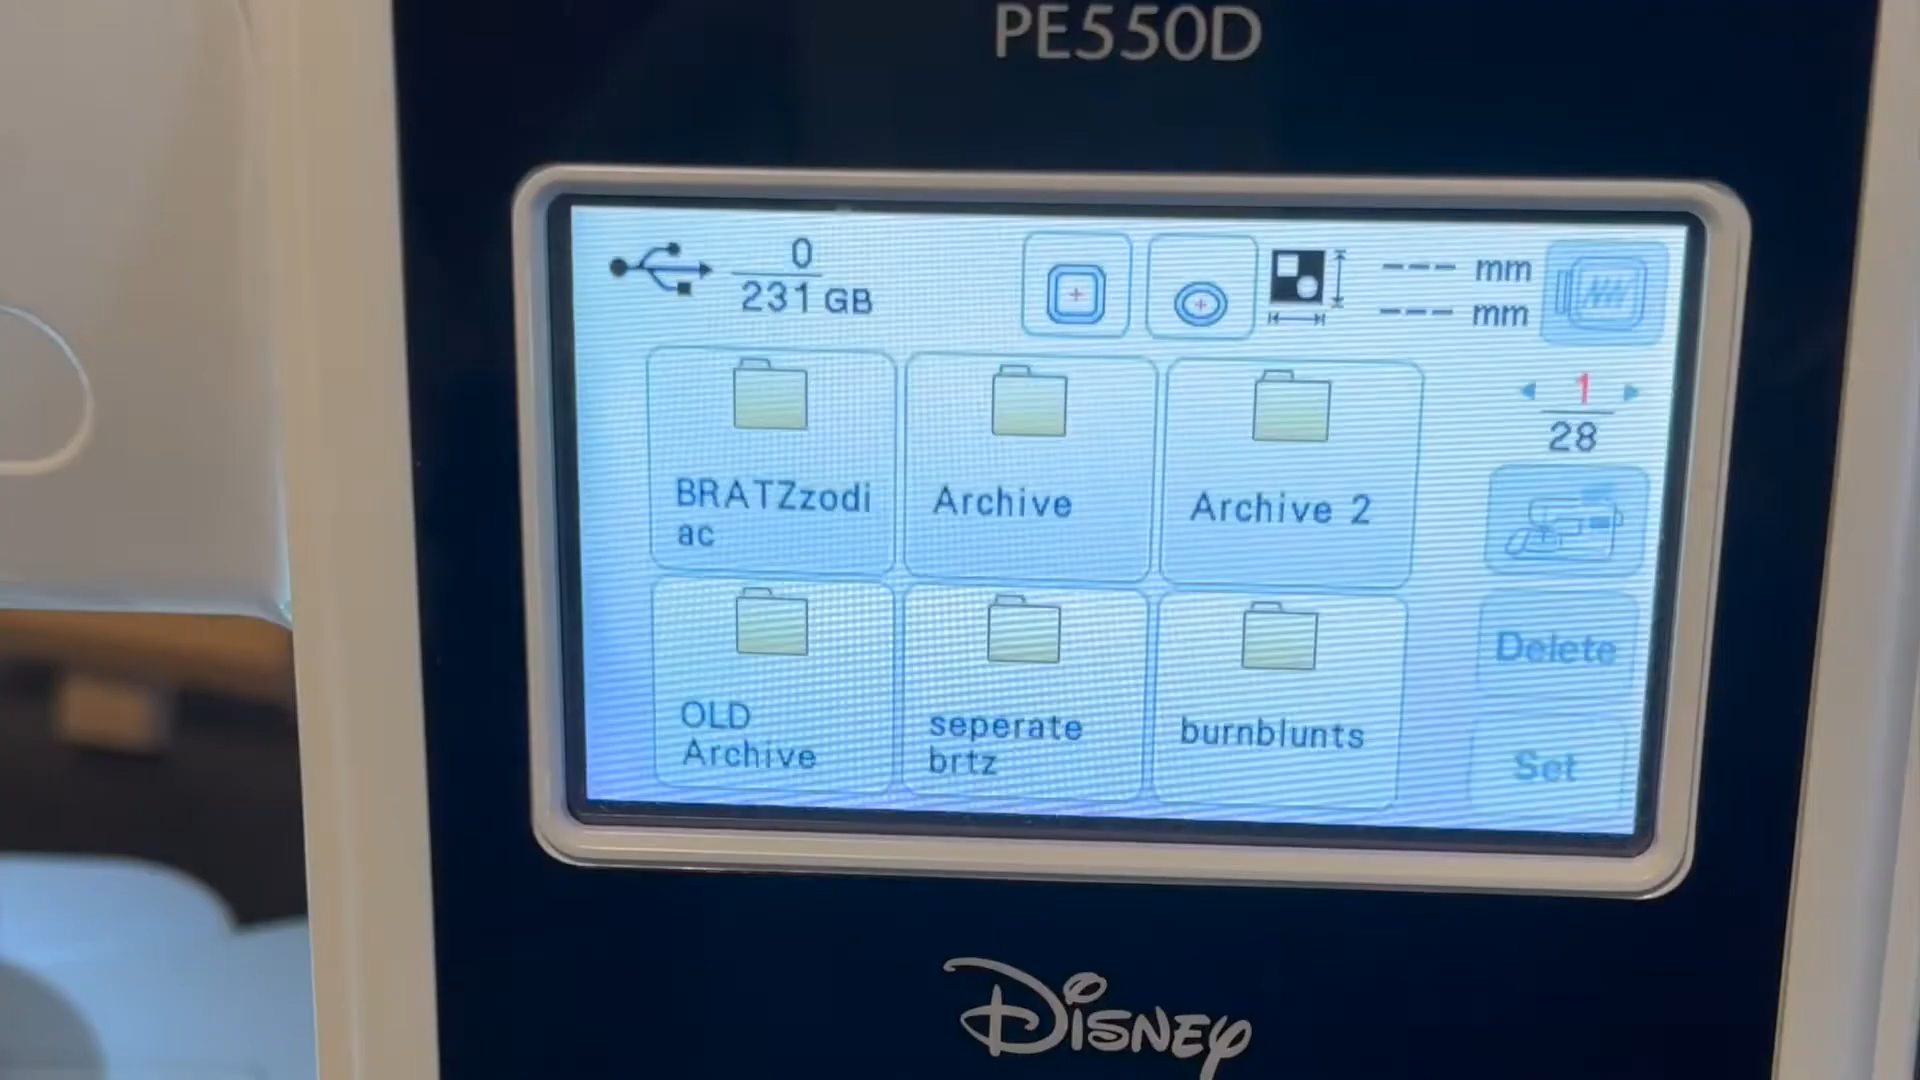 PE550D
0
231 GB
--- mm
--- mm
1
28
BRATZzodi
ac
Archive
Archive 2
OLD
Archive
seperate
brtz
burnblunts
Delete
Set
DISNEY